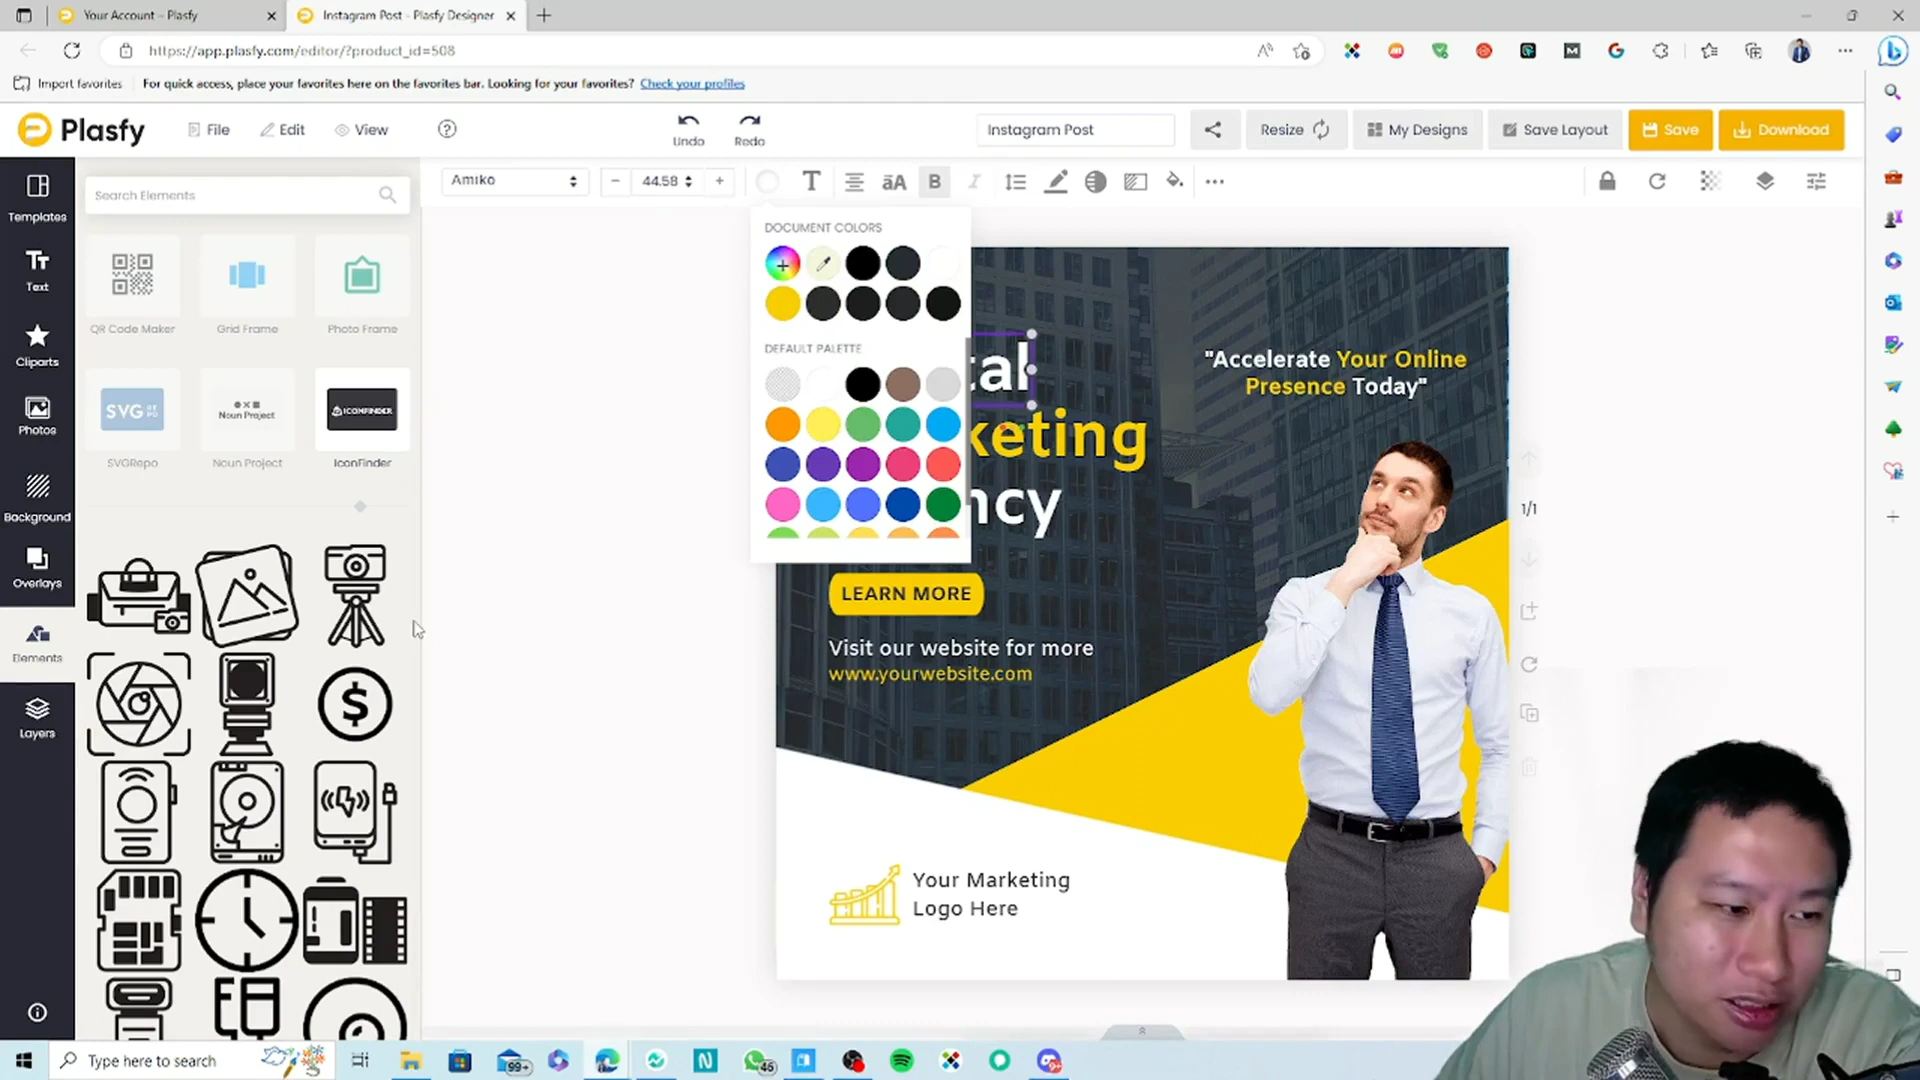 Your Account - Plasfy
Instagram Post - Plasfy Designer
https://app.plasfy.com/editor/?product_id=508
Import favorites
For quick access, place your favorites here on the favorites bar. Looking for your favorites? Check your profiles
Plasfy
File
Edit
View
Undo
Redo
Instagram Post
Resize
My Designs
Save Layout
Save
Download
Amiko
44.58
T
aA
B
I
Templates
Text
Cliparts
Photos
Background
Overlays
Elements
Layers
Search Elements
QR Code Maker
Grid Frame
Photo Frame
SVG RE PO
Noun Project
ICONFINDER
SVGRepo
Noun Project
IconFinder
DOCUMENT COLORS
DEFAULT PALETTE
tal
keting
ncy
"Accelerate Your Online
Presence Today"
LEARN MORE
Visit our website for more
www.yourwebsite.com
Your Marketing
Logo Here
1/1
Type here to search
99+